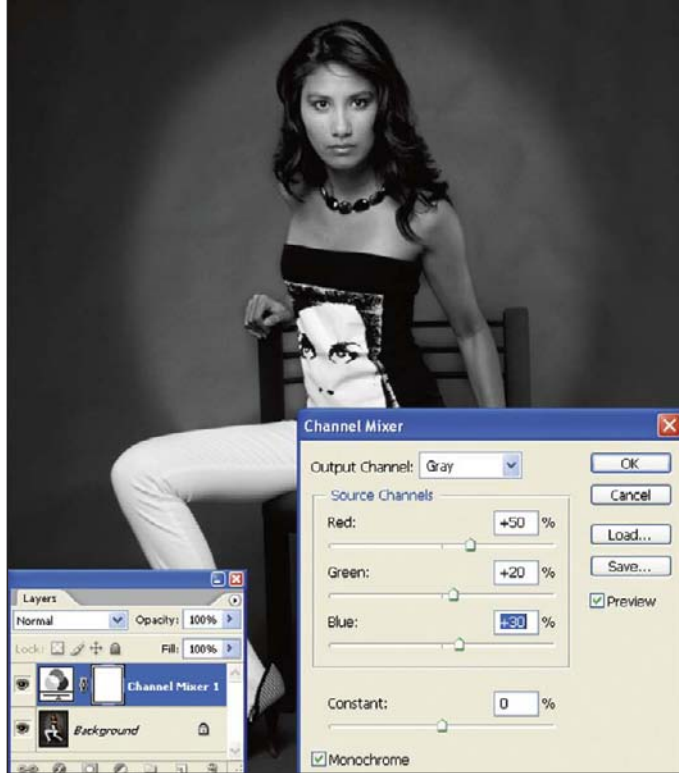 Channel Mixer
Output Channel: Gray
OK
Source Channels
Cancel
Red: +50 %
Load...
Green: +20 %
Save...
Preview
Blue: +30 %
Constant: 0 %
Monochrome
Layers
Normal Opacity: 100%
Lock: Fill: 100%
Channel Mixer 1
Background